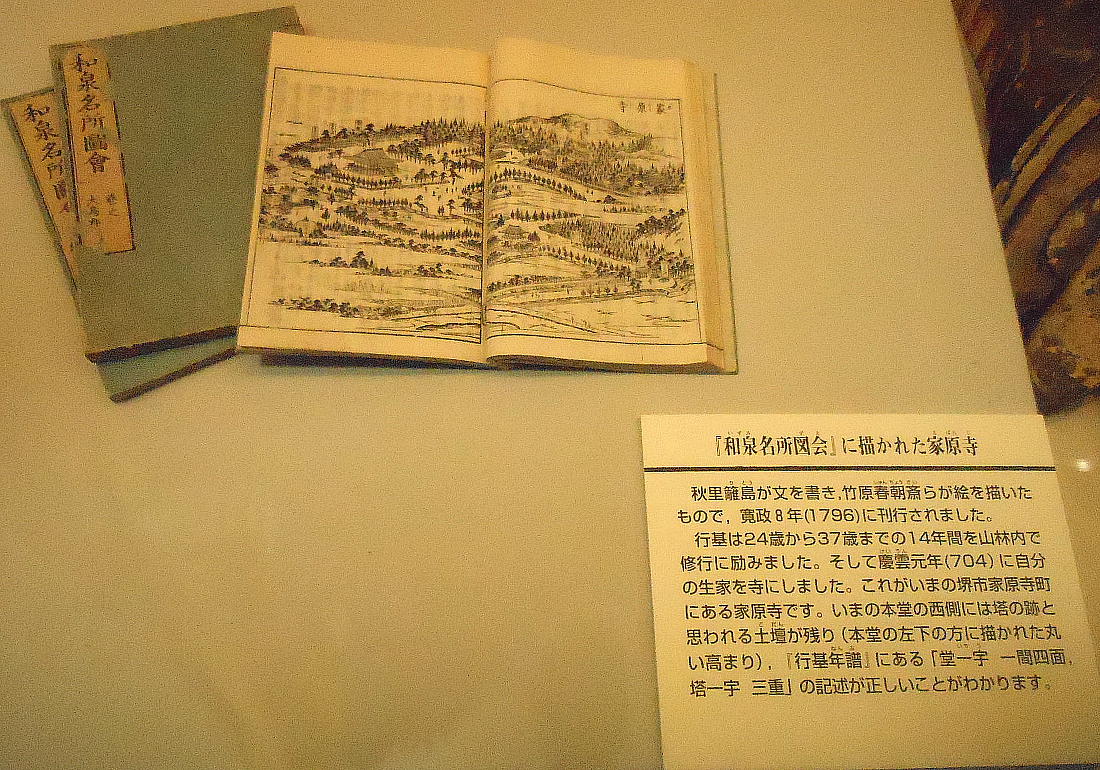 和泉名所圖會
卷之
大鳥郡
和泉名所圖
家原寺
『和泉名所図会』に描かれた家原寺
秋里籬島が文を書き,竹原春朝斎らが絵を描いた
もので，寛政8年(1796)に刊行されました。
行基は24歳から37歳までの14年間を山林内で
修行に励みました。そして慶雲元年(704)に自分
の生家を寺にしました。これがいまの堺市家原寺町
にある家原寺です。いまの本堂の西側には塔の跡と
思われる土壇が残り（本堂の左下の方に描かれた丸
い高まり），『行基年譜』にある「堂一宇　一間四面，
塔一宇　三重」の記述が正しいことがわかります。